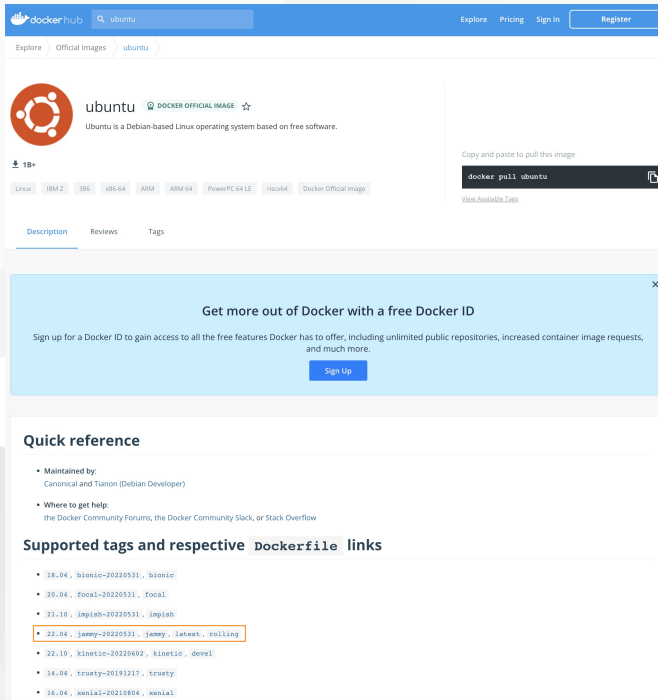 docker hub ubuntu Explore Pricing Sign In Register
Explore Official Images ubuntu
ubuntu DOCKER OFFICIAL IMAGE
Ubuntu is a Debian-based Linux operating system based on free software.
1B+
Linux IBM Z 386 x86-64 ARM ARM 64 PowerPC 64 LE riscv64 Docker Official Image
Copy and paste to pull this image
docker pull ubuntu
View Available Tags
Description Reviews Tags
Get more out of Docker with a free Docker ID
Sign up for a Docker ID to gain access to all the free features Docker has to offer, including unlimited public repositories, increased container image requests,
and much more.
Sign Up
Quick reference
• Maintained by:
Canonical and Tianon (Debian Developer)
• Where to get help:
the Docker Community Forums, the Docker Community Slack, or Stack Overflow
Supported tags and respective Dockerfile links
• 18.04, bionic-20220531, bionic
• 20.04, focal-20220531, focal
• 21.10, impish-20220531, impish
• 22.04, jammy-20220531, jammy, latest, rolling
• 22.10, kinetic-20220602, kinetic, devel
• 14.04, trusty-20191217, trusty
• 16.04, xenial-20210804, xenial